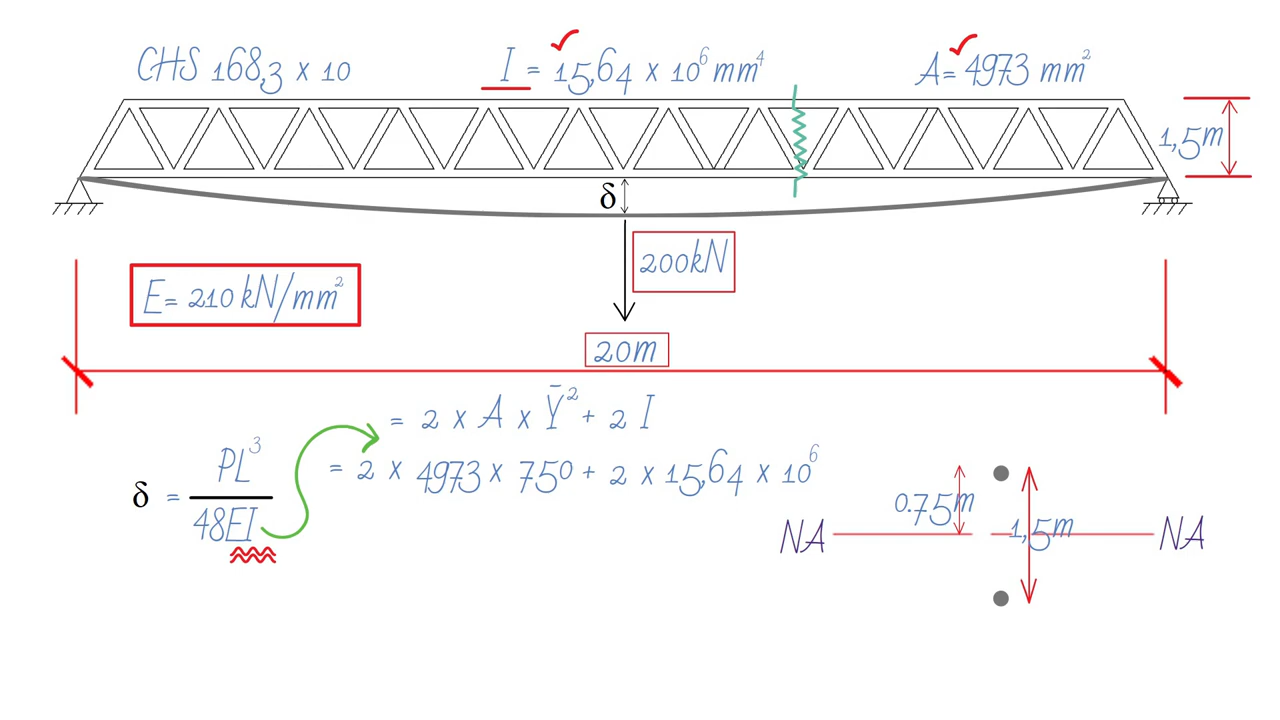 CHS 168,3 x 10
I = 15,64 x 10⁶ mm⁴
A= 4973 mm²
1,5m
δ
200kN
E= 210 kN/mm²
20m
= 2 x A x Ȳ² + 2 I
δ = PL³ / 48EI
= 2 x 4973 x 750 + 2 x 15,64 x 10⁶
0.75m
1,5m
NA
NA